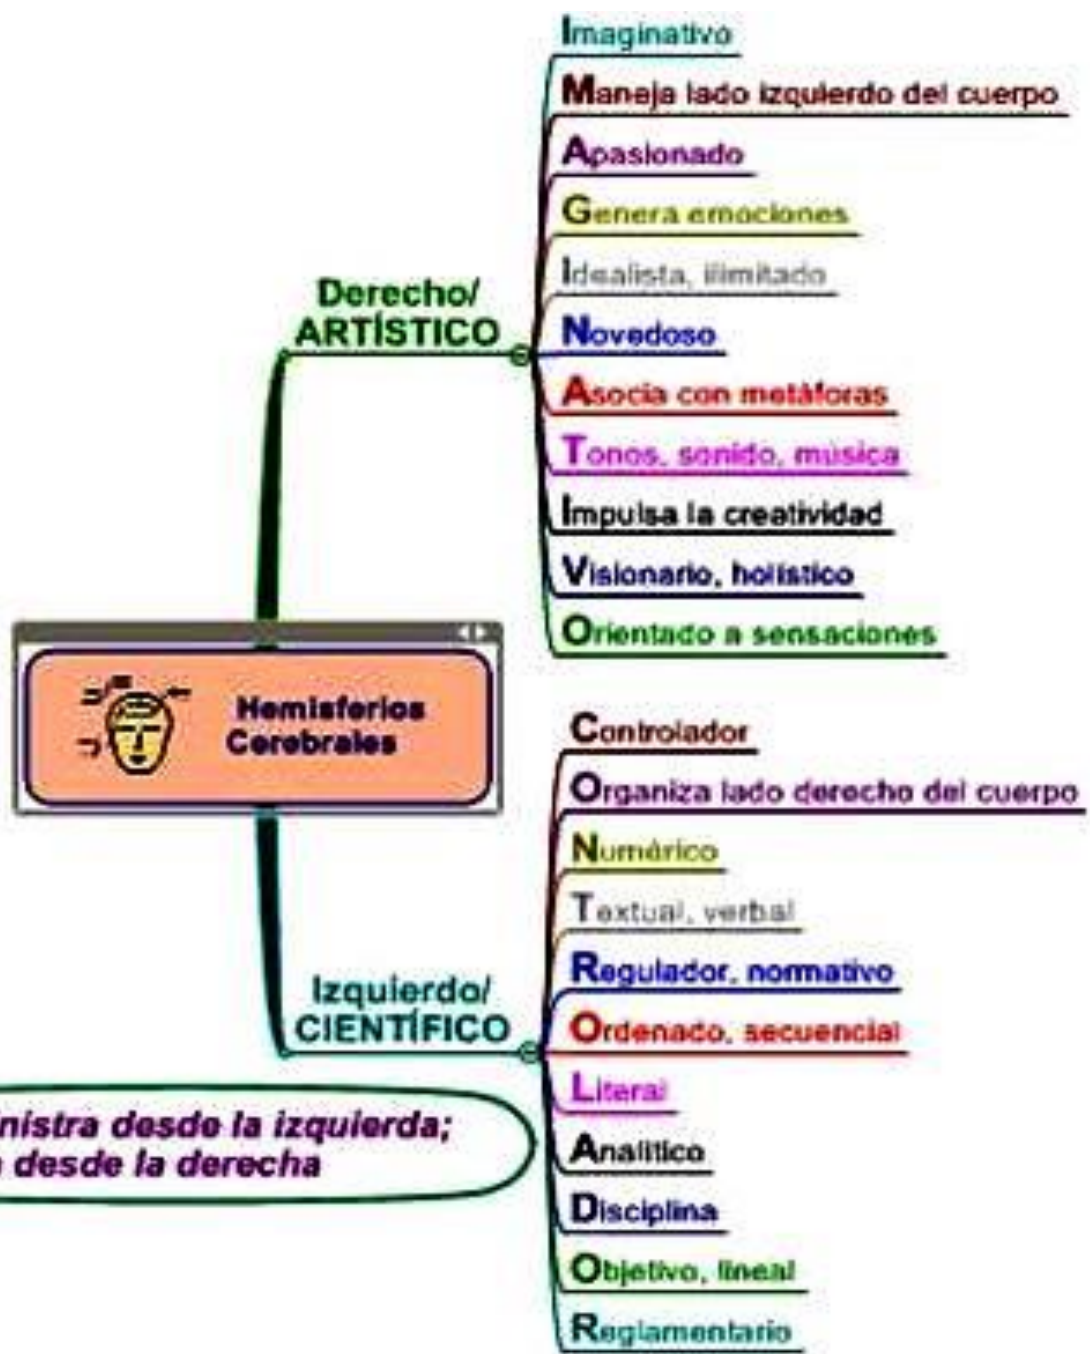 Imaginativo
Maneja lado izquierdo del cuerpo
Apasionado
Genera emociones
Idealista, ilimitado
Derecho/
ARTÍSTICO
Novedoso
Asocia con metáforas
Tonos, sonido, música
Impulsa la creatividad
Visionario, holístico
Orientado a sensaciones
Hemisferios
Cerebrales
Controlador
Organiza lado derecho del cuerpo
Numérico
Textual, verbal
Regulador, normativo
Izquierdo/
CIENTÍFICO
Ordenado, secuencial
Literal
Analítico
Disciplina
Objetivo, lineal
Reglamentario
nistra desde la izquierda;
desde la derecha